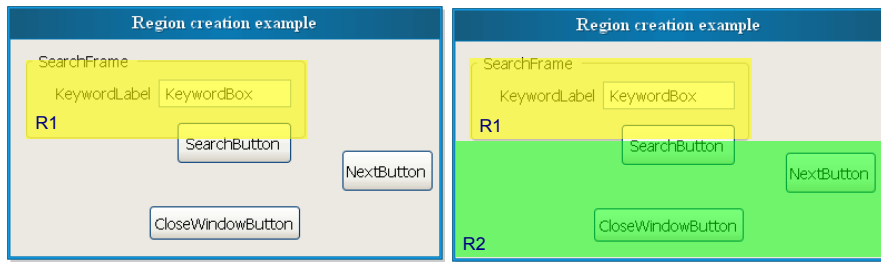 Region creation example
SearchFrame
KeywordLabel KeywordBox
R1
SearchButton
NextButton
CloseWindowButton
Region creation example
SearchFrame
KeywordLabel KeywordBox
R1
SearchButton
NextButton
CloseWindowButton
R2